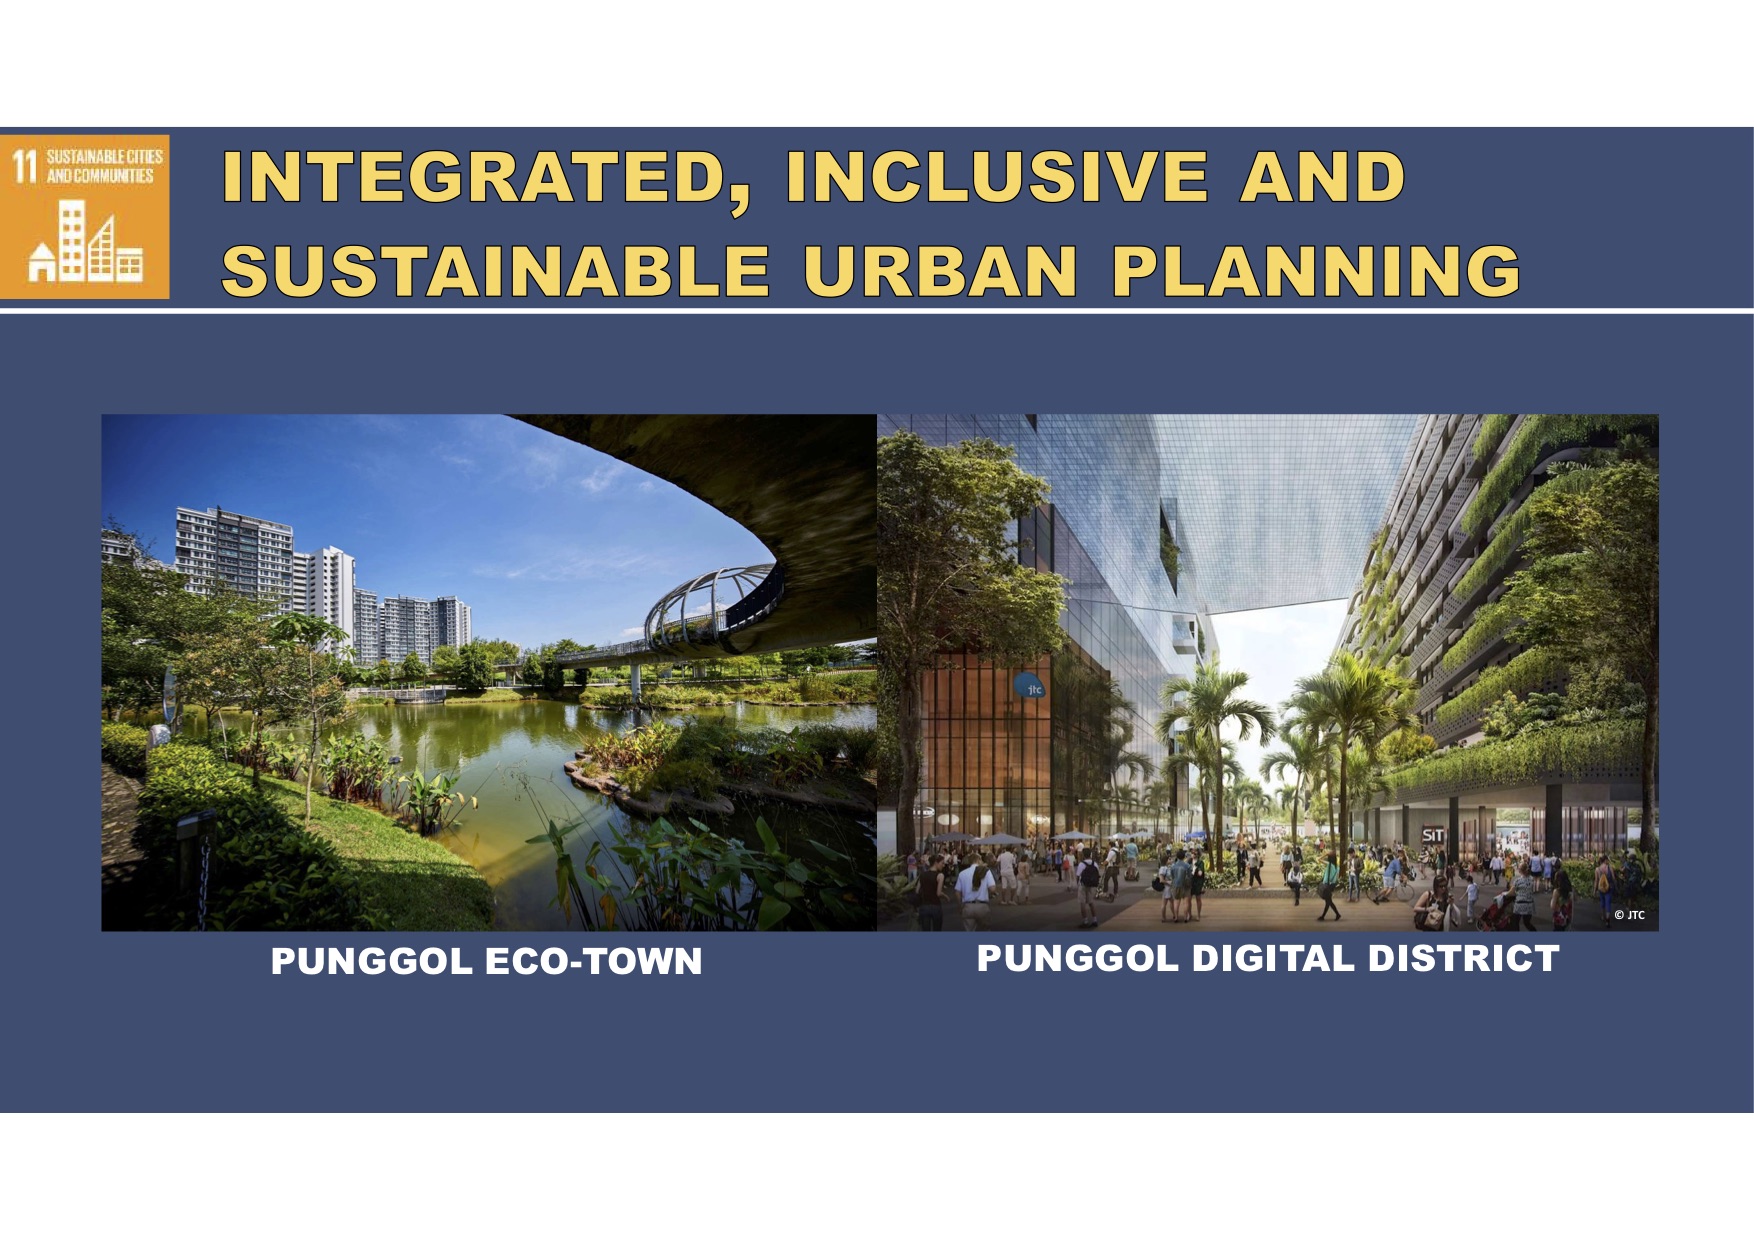 11 SUSTAINABLE CITIES
AND COMMUNITIES
INTEGRATED, INCLUSIVE AND
SUSTAINABLE URBAN PLANNING
jtc
SiT
© JTC
PUNGGOL ECO-TOWN
PUNGGOL DIGITAL DISTRICT